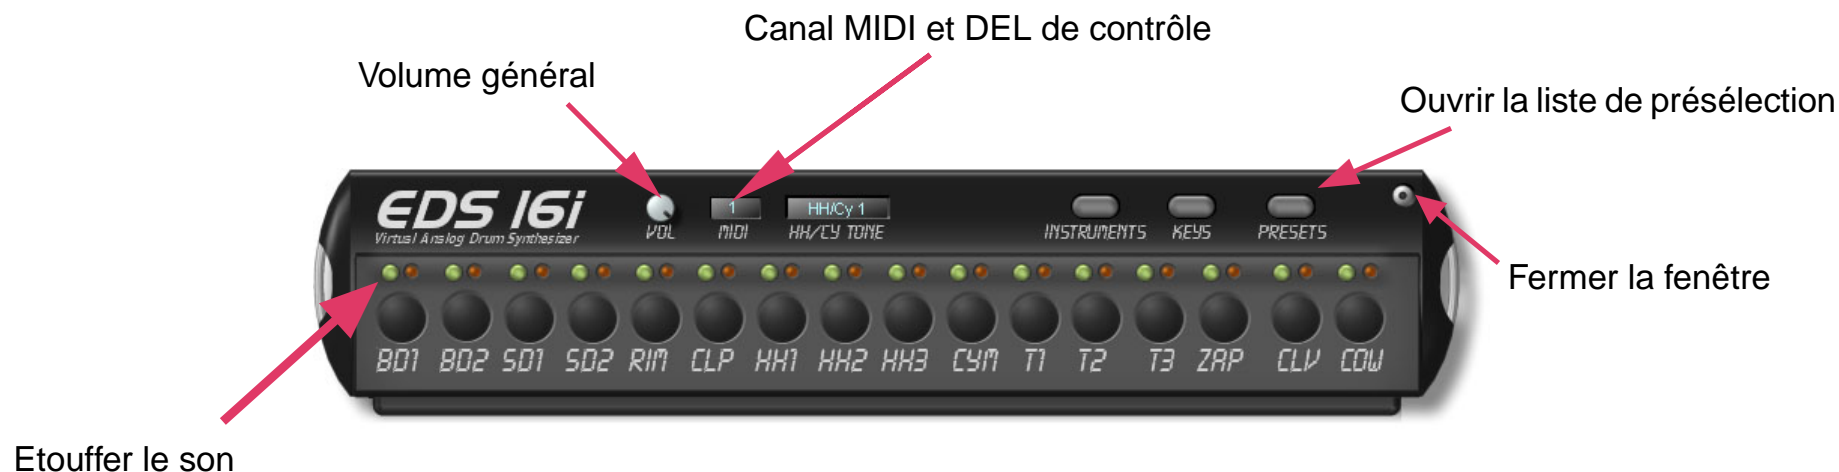 Canal MIDI et DEL de contrôle
Volume général
Ouvrir la liste de présélection
EDS 16i
Virtual Analog Drum Synthesizer
VOL
1
MIDI
HH/Cy 1
HH/CY TONE
INSTRUMENTS
KEYS
PRESETS
Fermer la fenêtre
BD1 BD2 SD1 SD2 RIM CLP HH1 HH2 HH3 CYM T1 T2 T3 ZAP CLV COW
Etouffer le son